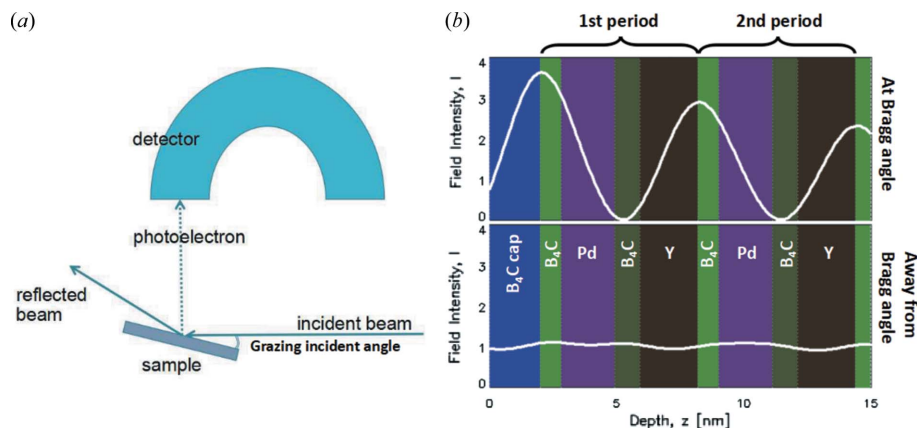 (a)
detector
photoelectron
reflected
beam
incident beam
Grazing incident angle
sample
(b)
1st period
2nd period
Field Intensity, I
4
3
2
1
0
At Bragg angle
Field Intensity, I
4
3
2
1
0
B₄C cap
B₄C
Pd
B₄C
Y
B₄C
Pd
B₄C
Y
Away from
Bragg angle
0
5
10
15
Depth, z [nm]